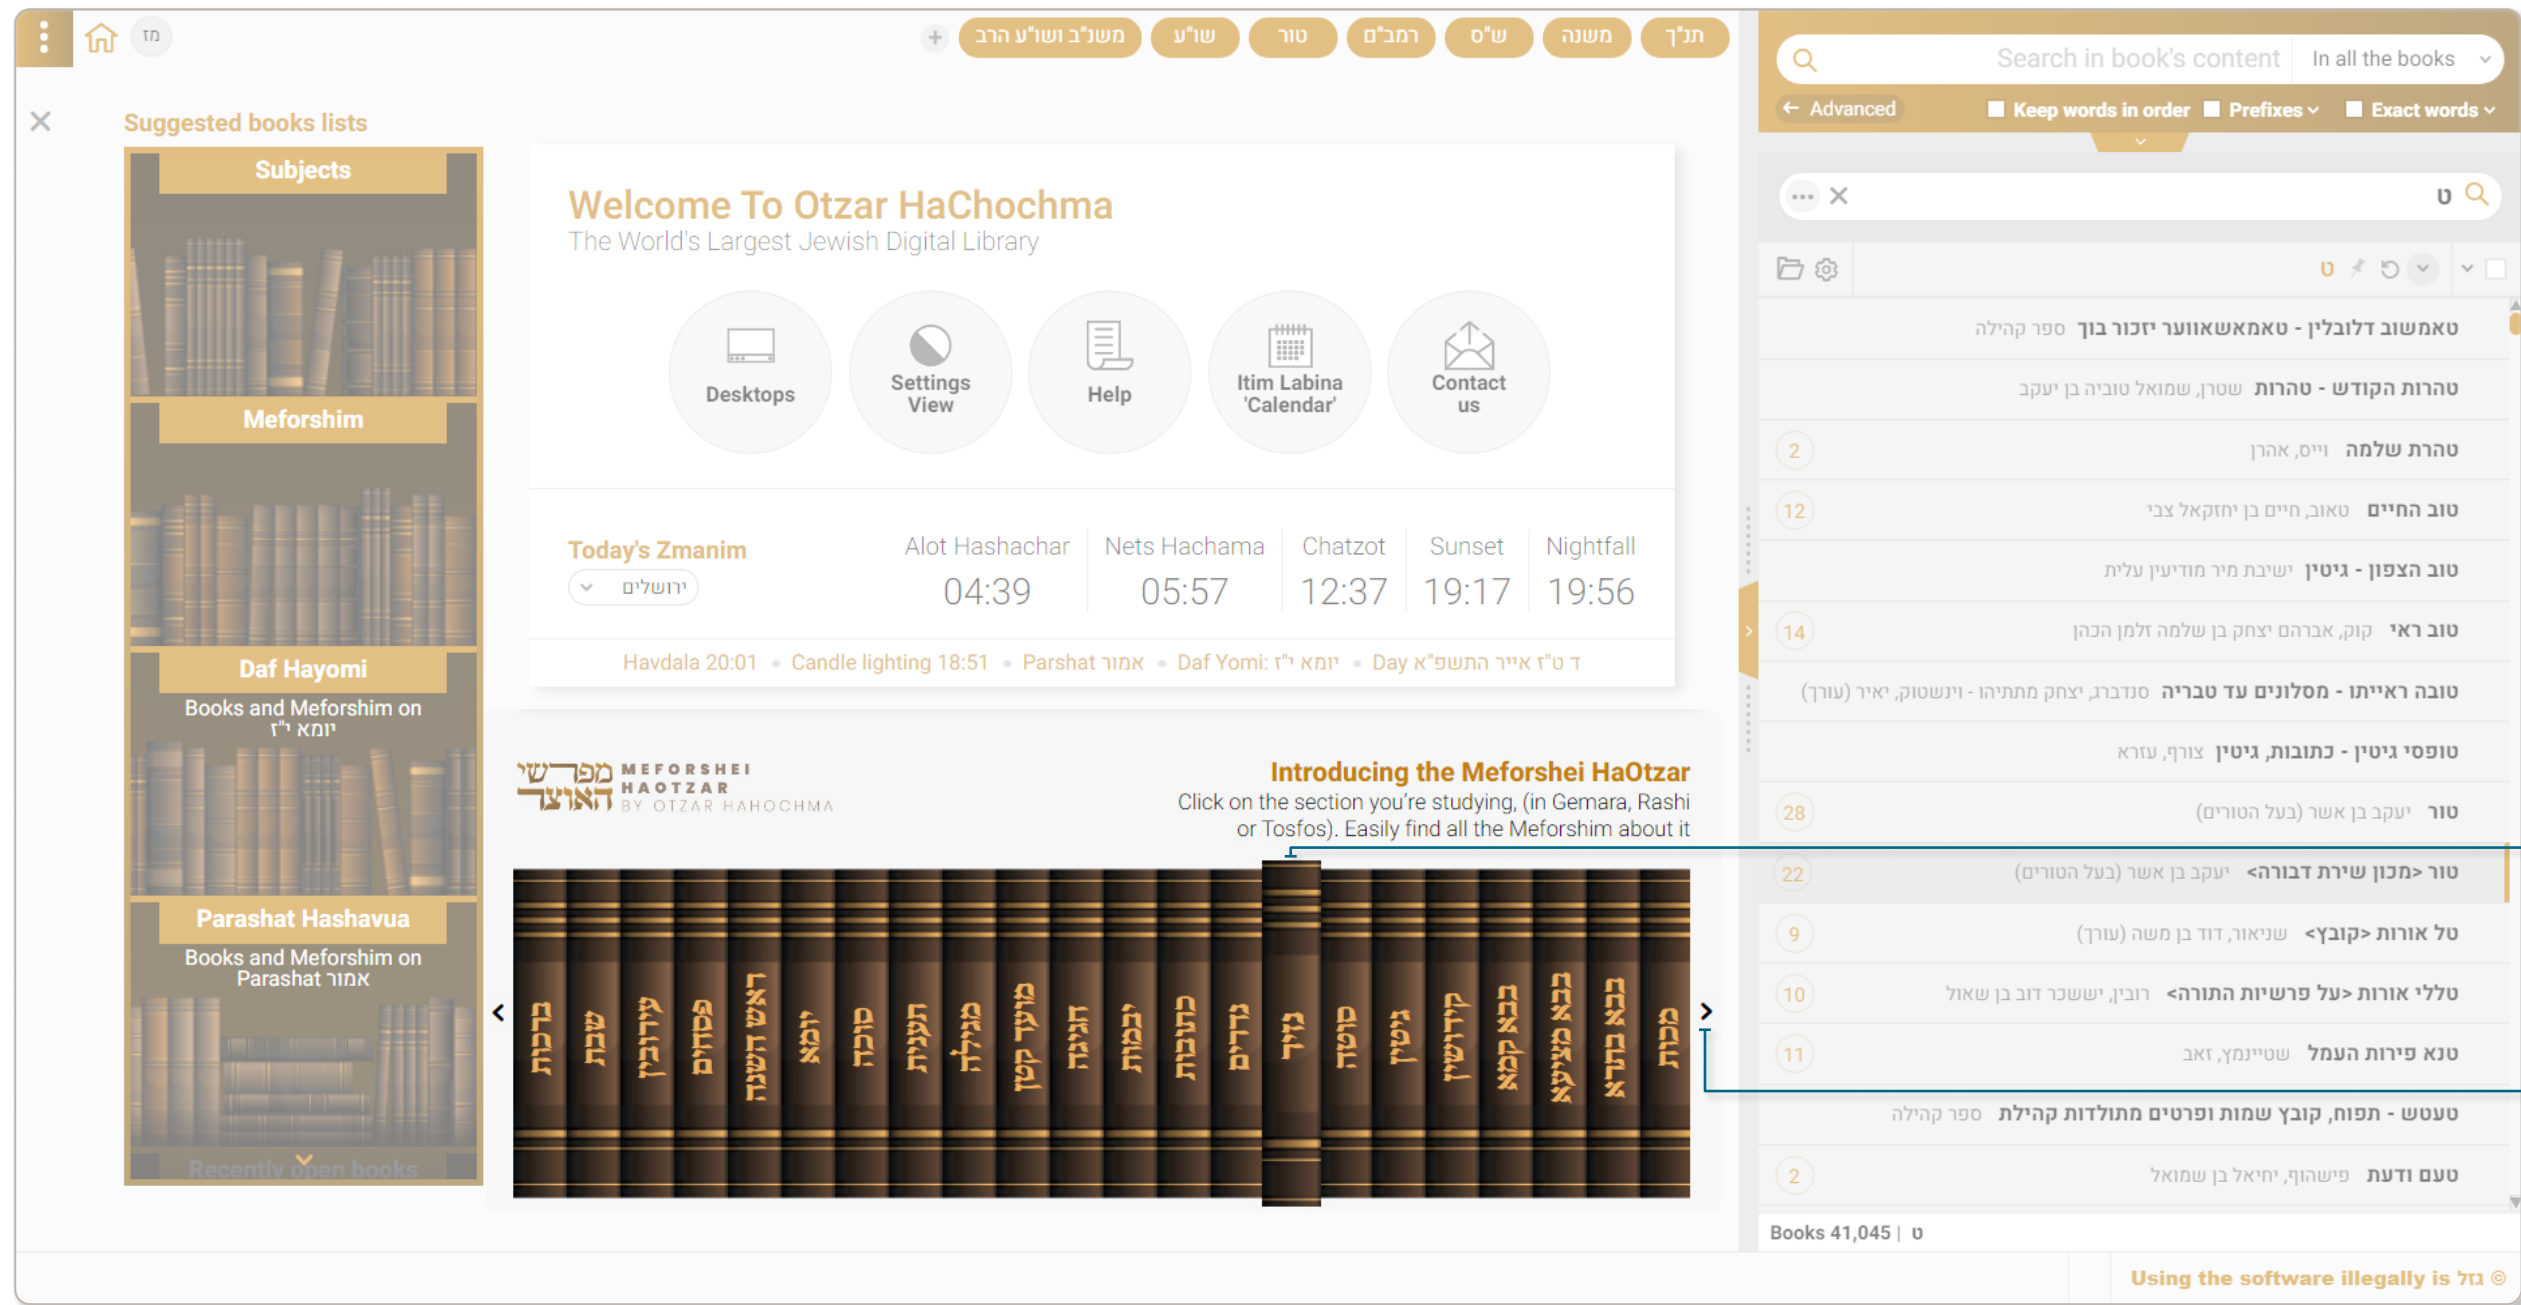 מז
תנ"ך
משנה
ש"ס
רמב"ם
טור
שו"ע
משנ"ב ושו"ע הרב
+
Suggested books lists
Subjects
Meforshim
Daf Hayomi
Books and Meforshim on
יומא י"ז
Parashat Hashavua
Books and Meforshim on
Parashat אמור
Recently open books
Welcome To Otzar HaChochma
The World's Largest Jewish Digital Library
Desktops
Settings
View
Help
Itim Labina
'Calendar'
Contact
us
Today's Zmanim
ירושלים
Alot Hashachar
04:39
Nets Hachama
05:57
Chatzot
12:37
Sunset
19:17
Nightfall
19:56
Havdala 20:01 • Candle lighting 18:51 • Parshat אמור • Daf Yomi: יומא י"ז • Day ד ט"ז אייר התשפ"א
מפרשי
האוצר
MEFORSHEI
HAOTZAR
BY OTZAR HAHOCHMA
Introducing the Meforshei HaOtzar
Click on the section you're studying, (in Gemara, Rashi
or Tosfos). Easily find all the Meforshim about it
ברכות
שבת
עירובין
פסחים
ראש השנה
יומא
סוכה
תענית
מגילה
מועד קטן
חגיגה
יבמות
כתובות
נדרים
נזיר
סוטה
גיטין
קידושין
בבא קמא
בבא מציעא
בבא בתרא
מכות
Search in book's content
In all the books
Advanced
Keep words in order
Prefixes
Exact words
ט
ט
טאמשוב דלובלין - טאמאשאווער יזכור בוך ספר קהילה
טהרות הקודש - טהרות שטרן, שמואל טוביה בן יעקב
טהרת שלמה וייס, אהרן 2
טוב החיים טאוב, חיים בן יחזקאל צבי 12
טוב הצפון - גיטין ישיבת מיר מודיעין עלית
טוב ראי קוק, אברהם יצחק בן שלמה זלמן הכהן 14
טובה ראייתו - מסלונים עד טבריה סנדברג, יצחק מתתיהו - וינשטוק, יאיר (עורך)
טופסי גיטין - כתובות, גיטין צורף, עזרא
טור יעקב בן אשר (בעל הטורים) 28
טור <מכון שירת דבורה> יעקב בן אשר (בעל הטורים) 22
טל אורות <קובץ> שניאור, דוד בן משה (עורך) 9
טללי אורות <על פרשיות התורה> רובין, יששכר דוב בן שאול 10
טנא פירות העמל שטיינמץ, זאב 11
טעטש - תפוח, קובץ שמות ופרטים מתולדות קהילת ספר קהילה
טעם ודעת פישהוף, יחיאל בן שמואל 2
Books 41,045 | ט
Using the software illegally is גזל ©